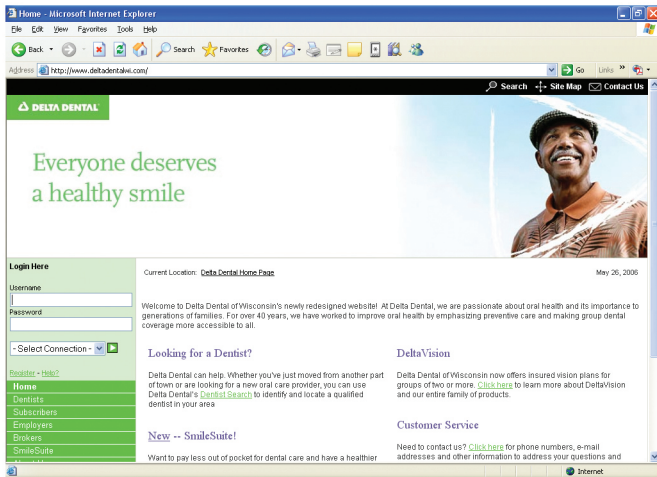 Home - Microsoft Internet Explorer
File Edit View Favorites Tools Help
Back Search Favorites
Address http://www.deltadentalwi.com/ Go Links »
Search Site Map Contact Us
DELTA DENTAL
Everyone deserves
a healthy smile
Login Here
Username
Password
- Select Connection -
Register - Help?
Home
Dentists
Subscribers
Employers
Brokers
SmileSuite
Current Location: Delta Dental Home Page May 26, 2006
Welcome to Delta Dental of Wisconsin's newly redesigned website! At Delta Dental, we are passionate about oral health and its importance to
generations of families. For over 40 years, we have worked to improve oral health by emphasizing preventive care and making group dental
coverage more accessible to all.
Looking for a Dentist?
Delta Dental can help. Whether you've just moved from another part
of town or are looking for a new oral care provider, you can use
Delta Dental's Dentist Search to identify and locate a qualified
dentist in your area
New -- SmileSuite!
Want to pay less out of pocket for dental care and have a healthier
DeltaVision
Delta Dental of Wisconsin now offers insured vision plans for
groups of two or more. Click here to learn more about DeltaVision
and our entire family of products.
Customer Service
Need to contact us? Click here for phone numbers, e-mail
addresses and other information to address your questions and
Internet